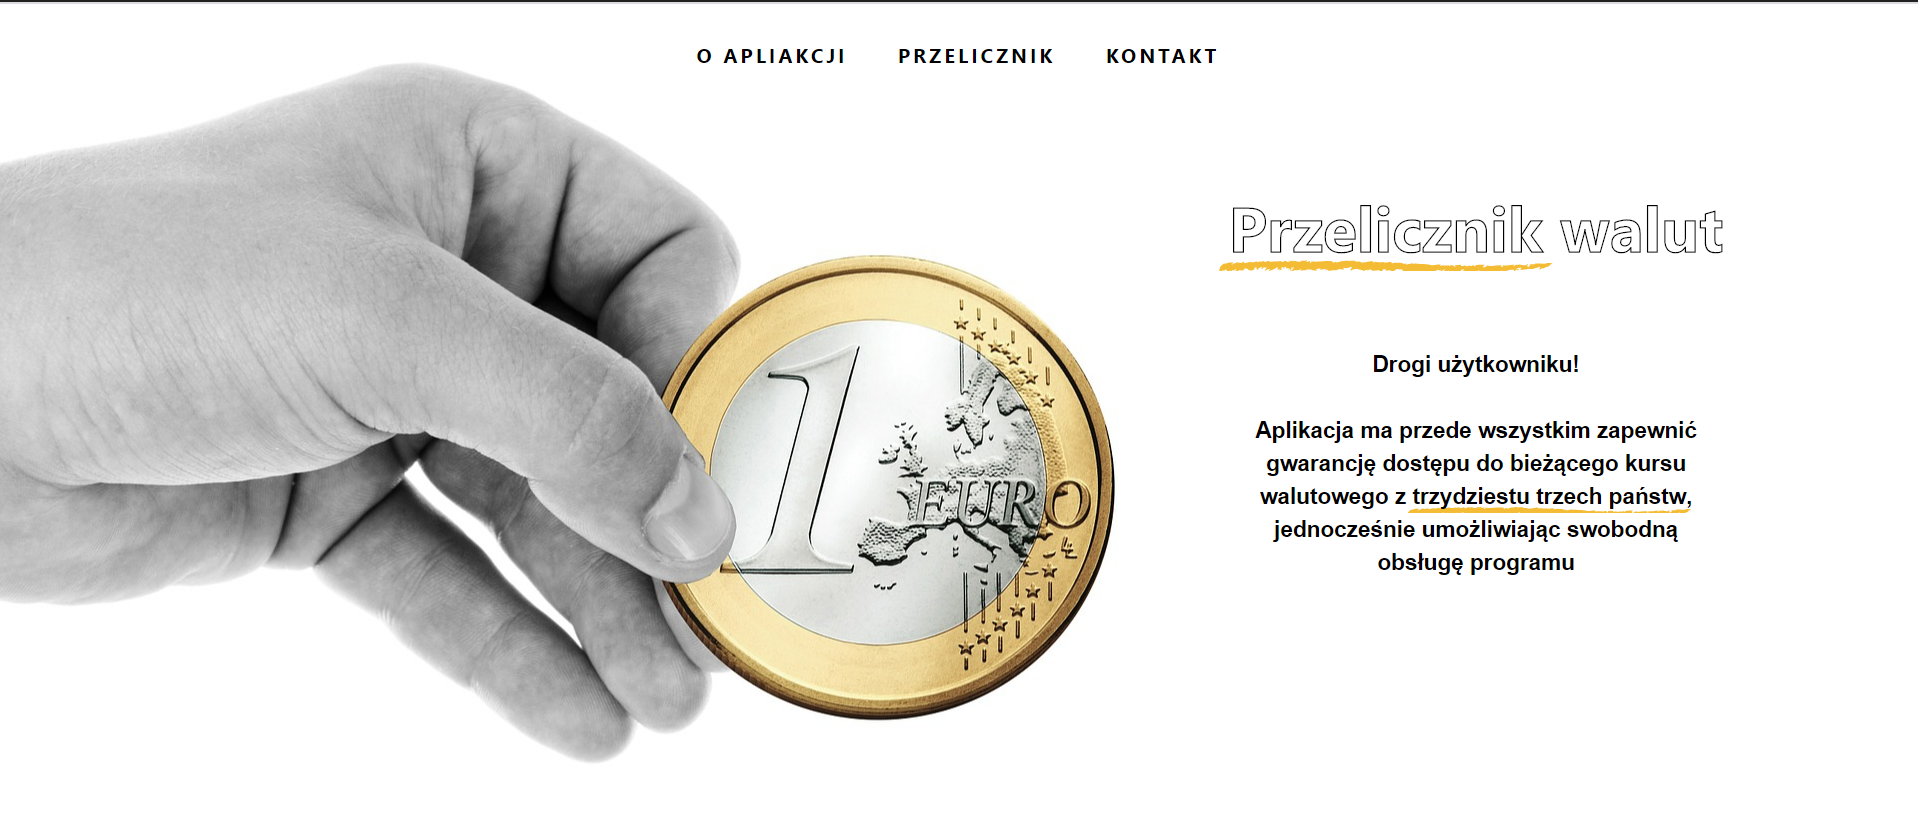 O APLIAKCJI PRZELICZNIK KONTAKT
Przelicznik walut
Drogi użytkowniku!
Aplikacja ma przede wszystkim zapewnić
gwarancję dostępu do bieżącego kursu
walutowego z trzydziestu trzech państw,
jednocześnie umożliwiając swobodną
obsługę programu
1
EURO